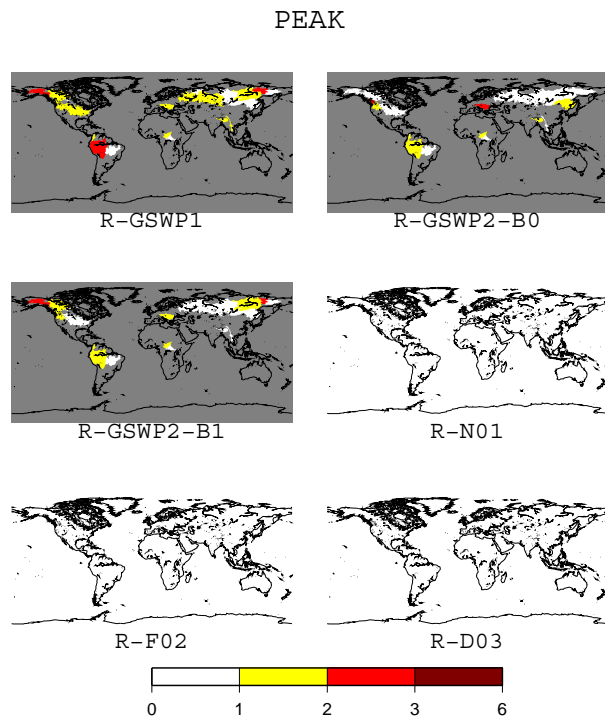 PEAK
R-GSWP1
R-GSWP2-B0
R-GSWP2-B1
R-N01
R-F02
R-D03
0 1 2 3 6